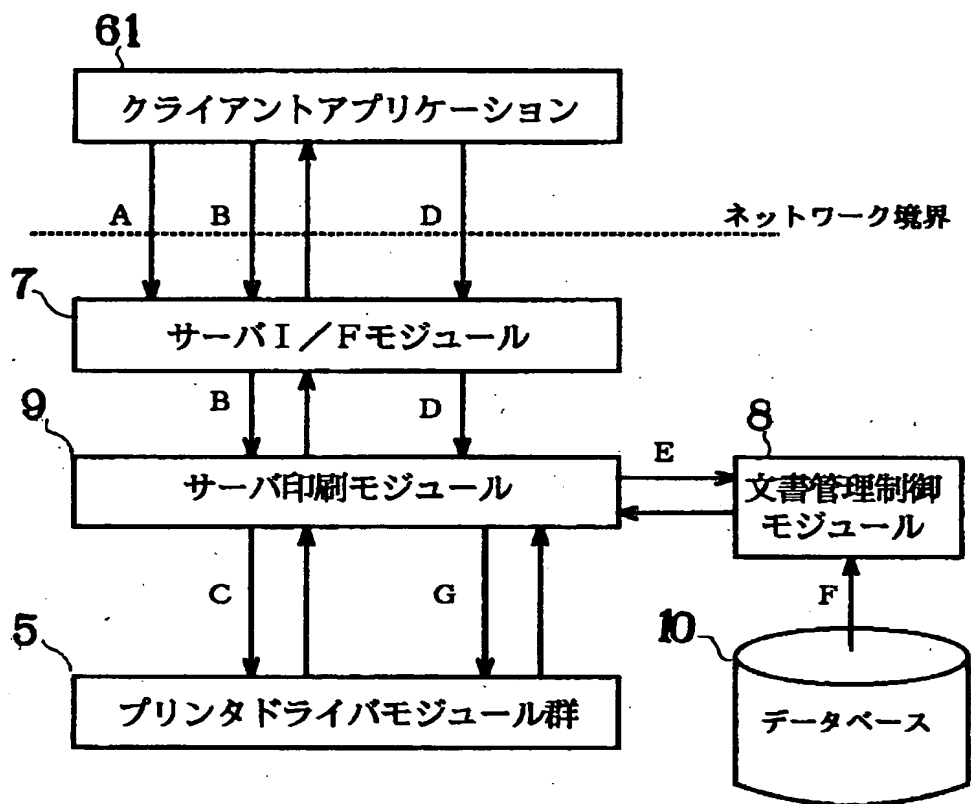 61
クライアントアプリケーション
A
B
D
ネットワーク境界
7
サーバI/Fモジュール
B
D
9
サーバ印刷モジュール
E
8
文書管理制御
モジュール
C
G
F
5
プリンタドライバモジュール群
10
データベース